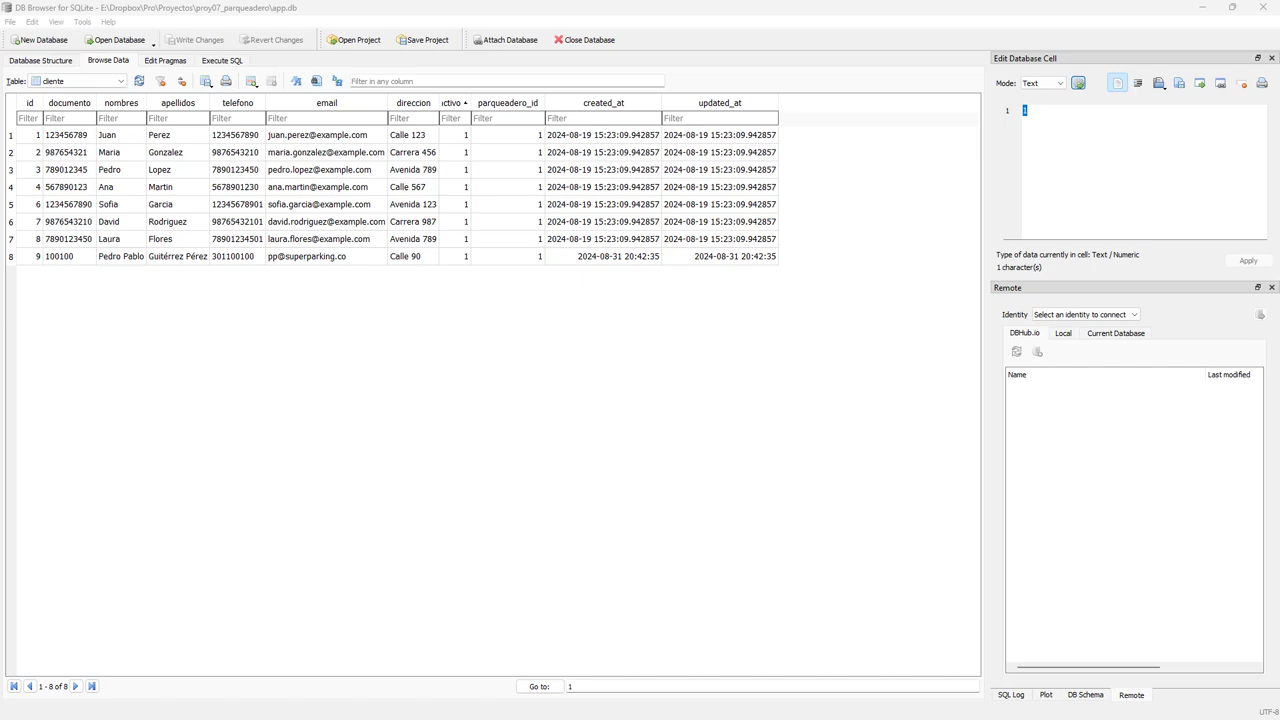 DB Browser for SQLite - E:\Dropbox\Pro\Proyectos\proy07_parqueadero\app.db
File Edit View Tools Help
New Database Open Database Write Changes Revert Changes Open Project Save Project Attach Database Close Database
Database Structure Browse Data Edit Pragmas Execute SQL
Table: cliente Filter in any column
id documento nombres apellidos telefono email direccion ctivo parqueadero_id created_at updated_at
Filter Filter Filter Filter Filter Filter Filter Filter Filter Filter Filter
1 1 123456789 Juan Perez 1234567890 juan.perez@example.com Calle 123 1 1 2024-08-19 15:23:09.942857 2024-08-19 15:23:09.942857
2 2 987654321 Maria Gonzalez 9876543210 maria.gonzalez@example.com Carrera 456 1 1 2024-08-19 15:23:09.942857 2024-08-19 15:23:09.942857
3 3 789012345 Pedro Lopez 7890123450 pedro.lopez@example.com Avenida 789 1 1 2024-08-19 15:23:09.942857 2024-08-19 15:23:09.942857
4 4 567890123 Ana Martin 5678901230 ana.martin@example.com Calle 567 1 1 2024-08-19 15:23:09.942857 2024-08-19 15:23:09.942857
5 6 1234567890 Sofia Garcia 12345678901 sofia.garcia@example.com Avenida 123 1 1 2024-08-19 15:23:09.942857 2024-08-19 15:23:09.942857
6 7 9876543210 David Rodriguez 98765432101 david.rodriguez@example.com Carrera 987 1 1 2024-08-19 15:23:09.942857 2024-08-19 15:23:09.942857
7 8 7890123450 Laura Flores 78901234501 laura.flores@example.com Avenida 789 1 1 2024-08-19 15:23:09.942857 2024-08-19 15:23:09.942857
8 9 100100 Pedro Pablo Guitérrez Pérez 301100100 pp@superparking.co Calle 90 1 1 2024-08-31 20:42:35 2024-08-31 20:42:35
1 - 8 of 8 Go to: 1
Edit Database Cell
Mode: Text
1 1
Type of data currently in cell: Text / Numeric
1 character(s)
Apply
Remote
Identity Select an identity to connect
DBHub.io Local Current Database
Name Last modified
SQL Log Plot DB Schema Remote
UTF-8